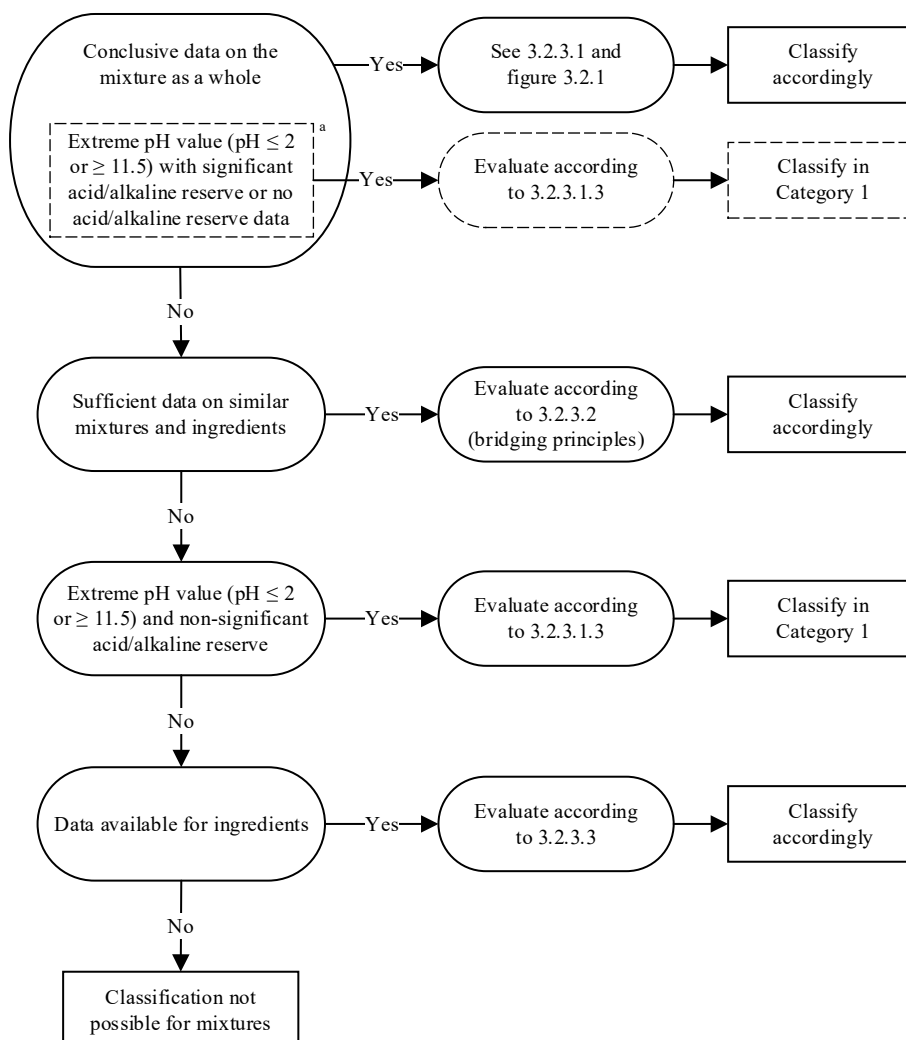 Conclusive data on the
mixture as a whole
Yes
See 3.2.3.1 and
figure 3.2.1
Classify
accordingly
Extreme pH value (pH ≤ 2
or ≥ 11.5) with significant
acid/alkaline reserve or no
acid/alkaline reserve data
a
Yes
Evaluate according
to 3.2.3.1.3
Classify in
Category 1
No
Sufficient data on similar
mixtures and ingredients
Yes
Evaluate according
to 3.2.3.2
(bridging principles)
Classify
accordingly
No
Extreme pH value (pH ≤ 2
or ≥ 11.5) and non-significant
acid/alkaline reserve
Yes
Evaluate according
to 3.2.3.1.3
Classify in
Category 1
No
Data available for ingredients
Yes
Evaluate according
to 3.2.3.3
Classify
accordingly
No
Classification not
possible for mixtures